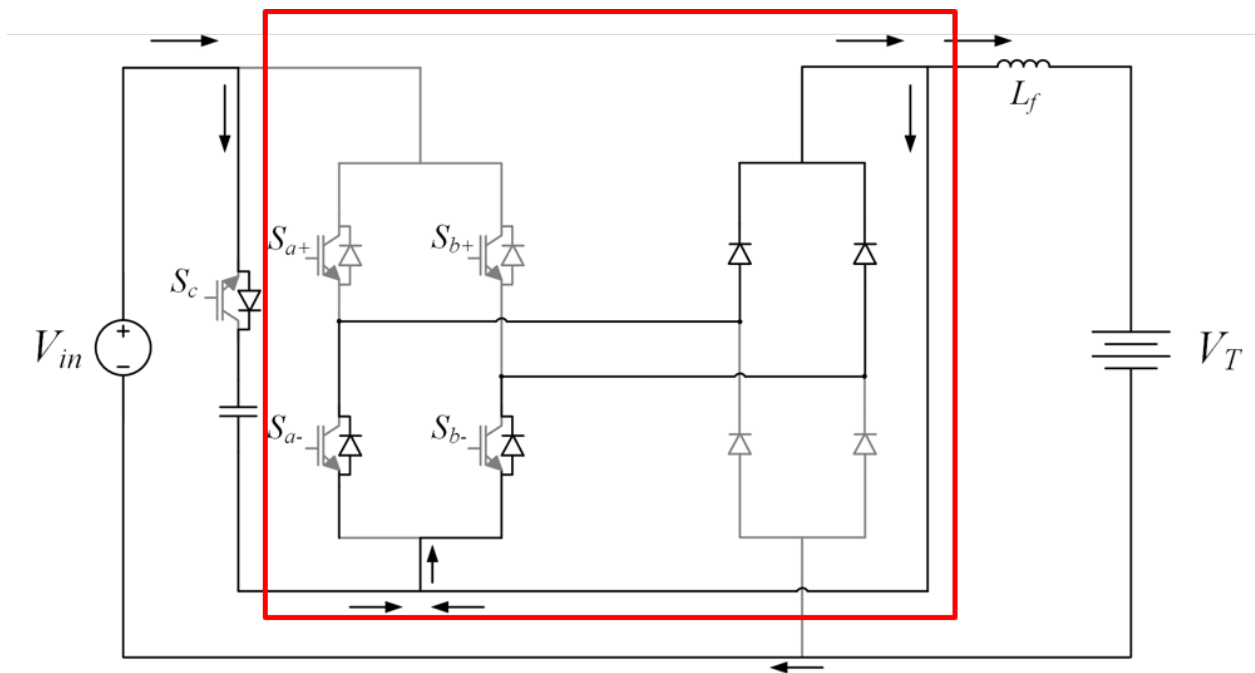 L_f
S_{a+}
S_{b+}
S_c
V_{in}
+
−
V_T
S_{a-}
S_{b-}